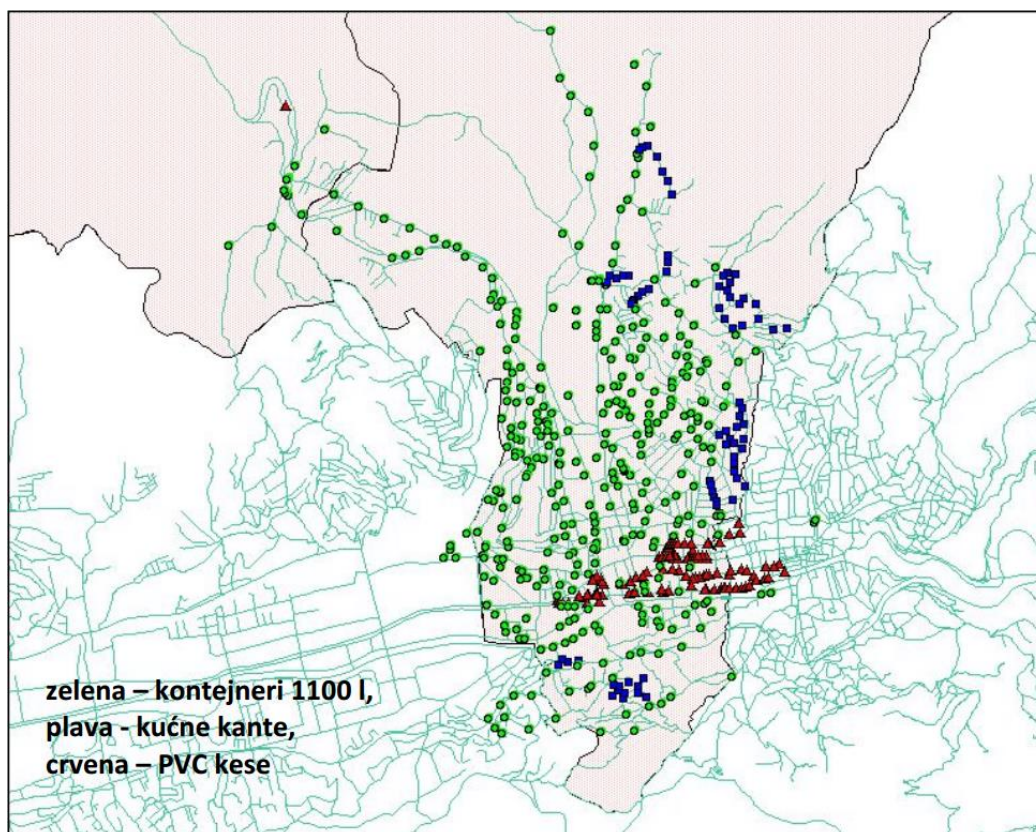 zelena – kontejneri 1100 l,
plava - kućne kante,
crvena – PVC kese